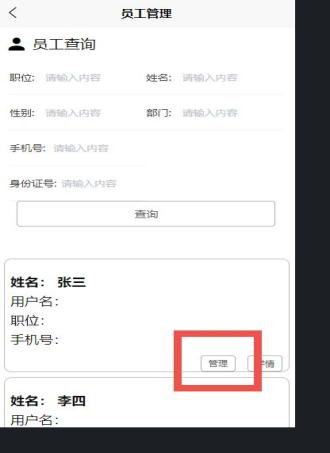 员工管理
员工查询
职位: 请输入内容 姓名: 请输入内容
性别: 请输入内容 部门: 请输入内容
手机号: 请输入内容
身份证号: 请输入内容
查询
姓名: 张三
用户名:
职位:
手机号:
管理 情
姓名: 李四
用户名: